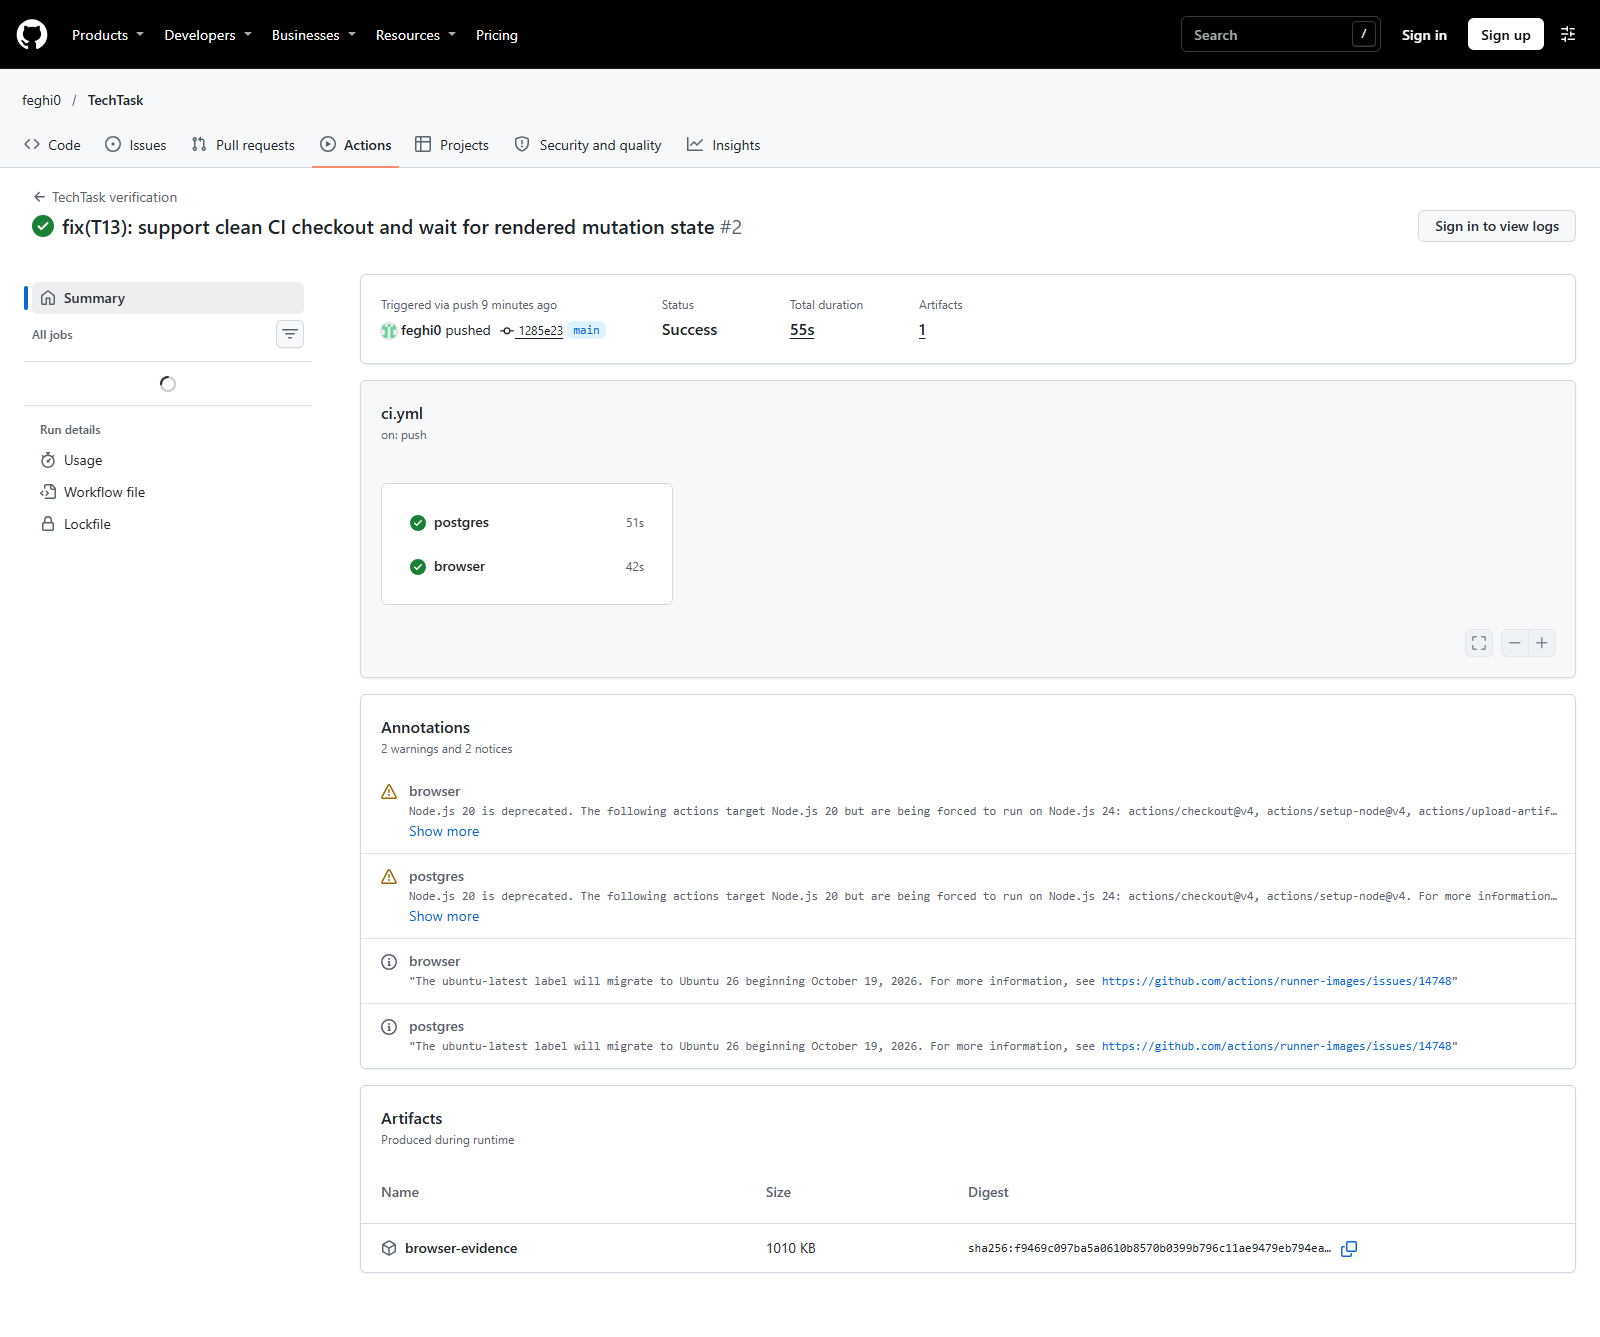 Products Developers Businesses Resources Pricing Search / Sign in Sign up
feghi0 / TechTask
Code Issues Pull requests Actions Projects Security and quality Insights
TechTask verification
fix(T13): support clean CI checkout and wait for rendered mutation state #2
Sign in to view logs
Summary
All jobs
Run details
Usage
Workflow file
Lockfile
Triggered via push 9 minutes ago
feghi0 pushed 1285e23 main
Status
Success
Total duration
55s
Artifacts
1
ci.yml
on: push
postgres 51s
browser 42s
Annotations
2 warnings and 2 notices
browser
Node.js 20 is deprecated. The following actions target Node.js 20 but are being forced to run on Node.js 24: actions/checkout@v4, actions/setup-node@v4, actions/upload-artif…
Show more
postgres
Node.js 20 is deprecated. The following actions target Node.js 20 but are being forced to run on Node.js 24: actions/checkout@v4, actions/setup-node@v4. For more information…
Show more
browser
"The ubuntu-latest label will migrate to Ubuntu 26 beginning October 19, 2026. For more information, see https://github.com/actions/runner-images/issues/14748"
postgres
"The ubuntu-latest label will migrate to Ubuntu 26 beginning October 19, 2026. For more information, see https://github.com/actions/runner-images/issues/14748"
Artifacts
Produced during runtime
Name Size Digest
browser-evidence 1010 KB sha256:f9469c097ba5a0610b8570b0399b796c11ae9479eb794ea…